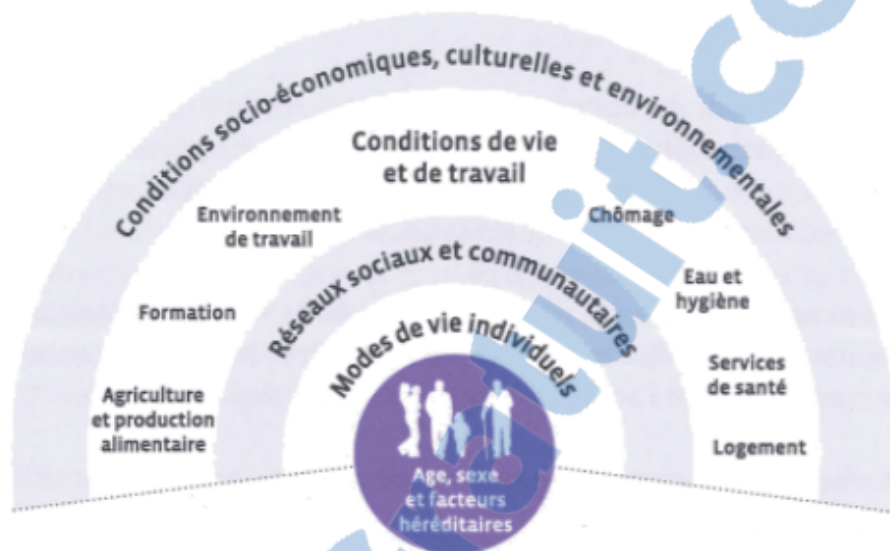 Conditions socio-économiques, culturelles et environnementales
Conditions de vie
et de travail
Environnement
de travail
Chômage
Réseaux sociaux et communautaires
Eau et
hygiène
Formation
Modes de vie individuels
Services
de santé
Agriculture
et production
alimentaire
Logement
Age, sexe
et facteurs
héréditaires